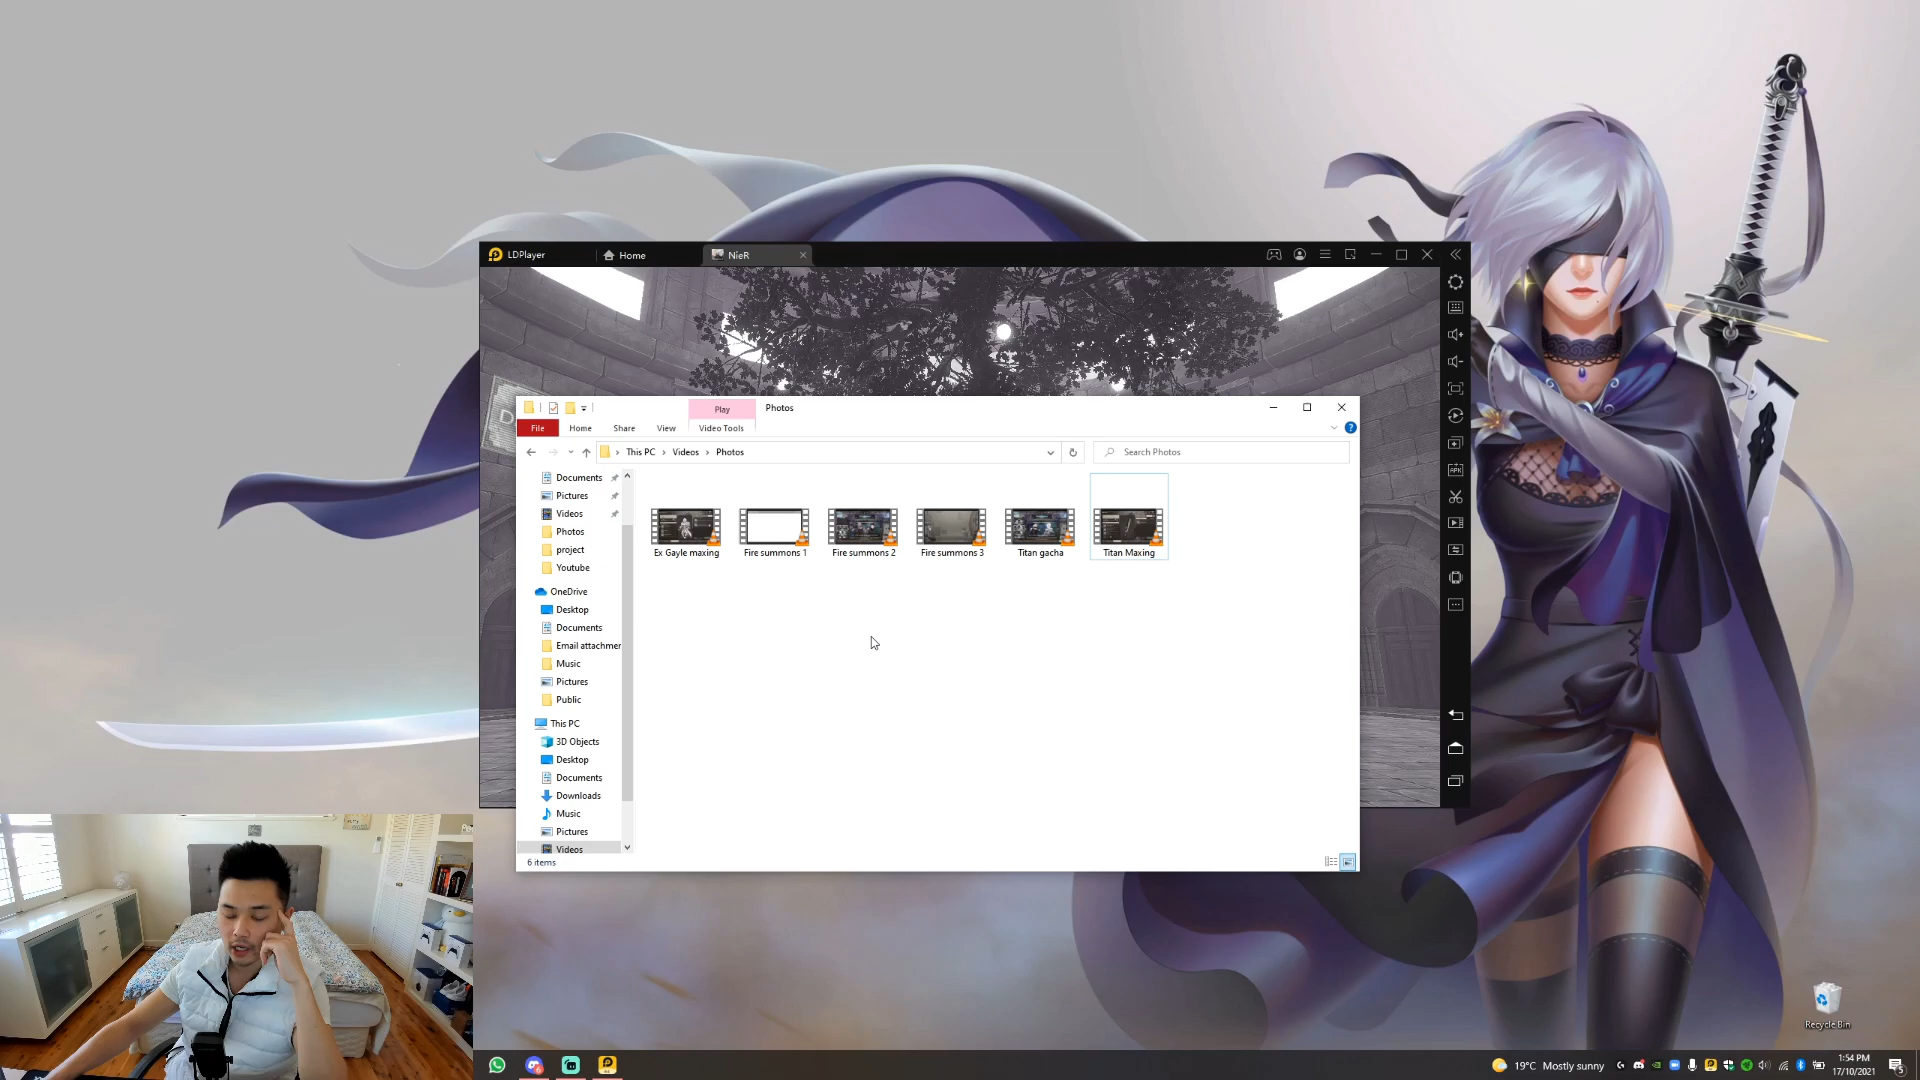 LDPlayer
Home
NieR
D
Play
Photos
File
Home
Share
View
Video Tools
This PC
Videos
Photos
Search Photos
Documents
Pictures
Videos
Photos
project
Youtube
OneDrive
Desktop
Documents
Email attachmer
Music
Pictures
Public
This PC
3D Objects
Desktop
Documents
Downloads
Music
Pictures
Videos
Ex Gayle maxing
Fire summons 1
Fire summons 2
Fire summons 3
Titan gacha
Titan Maxing
6 items
Recycle Bin
19°C Mostly sunny
1:54 PM
17/10/2021